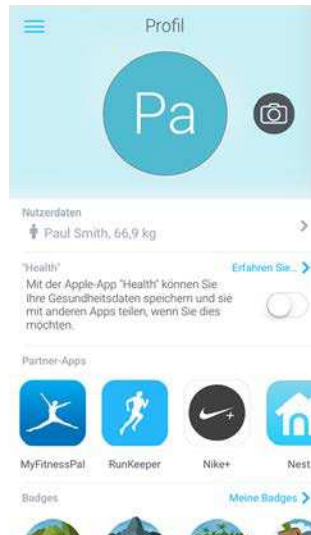 Profil
Pa
Nutzerdaten
Paul Smith, 66,9 kg
"Health"
Erfahren Sie...
Mit der Apple-App "Health" können Sie
Ihre Gesundheitsdaten speichern und sie
mit anderen Apps teilen, wenn Sie dies
möchten.
Partner-Apps
MyFitnessPal
RunKeeper
Nike+
Nest
Badges
Meine Badges